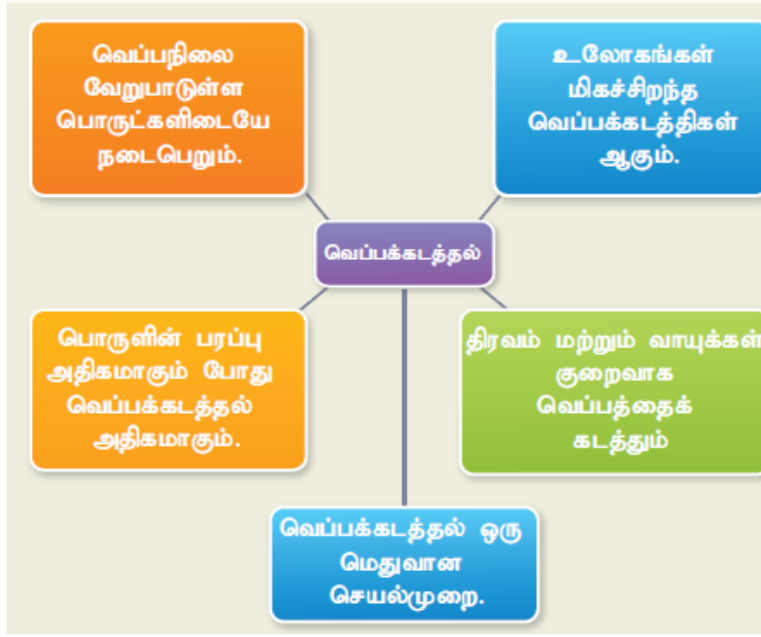 வெப்பநிலை
வேறுபாடுள்ள
பொருட்களிடையே
நடைபெறும்.
உலோகங்கள்
மிகச்சிறந்த
வெப்பக்கடத்திகள்
ஆகும்.
வெப்பக்கடத்தல்
பொருளின் பரப்பு
அதிகமாகும் போது
வெப்பக்கடத்தல்
அதிகமாகும்.
திரவம் மற்றும் வாயுக்கள்
குறைவாக
வெப்பத்தைக்
கடத்தும்
வெப்பக்கடத்தல் ஒரு
மெதுவான
செயல்முறை.